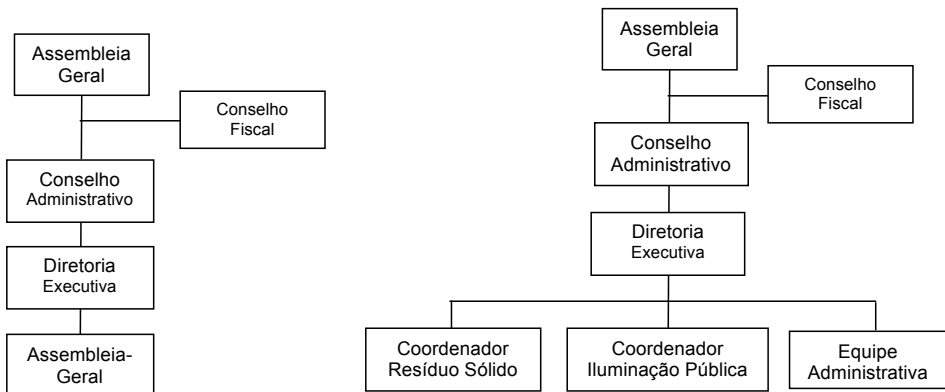 Assembleia
Geral
Conselho
Fiscal
Conselho
Administrativo
Diretoria
Executiva
Assembleia-
Geral
Assembleia
Geral
Conselho
Fiscal
Conselho
Administrativo
Diretoria
Executiva
Coordenador
Resíduo Sólido
Coordenador
Iluminação Pública
Equipe
Administrativa